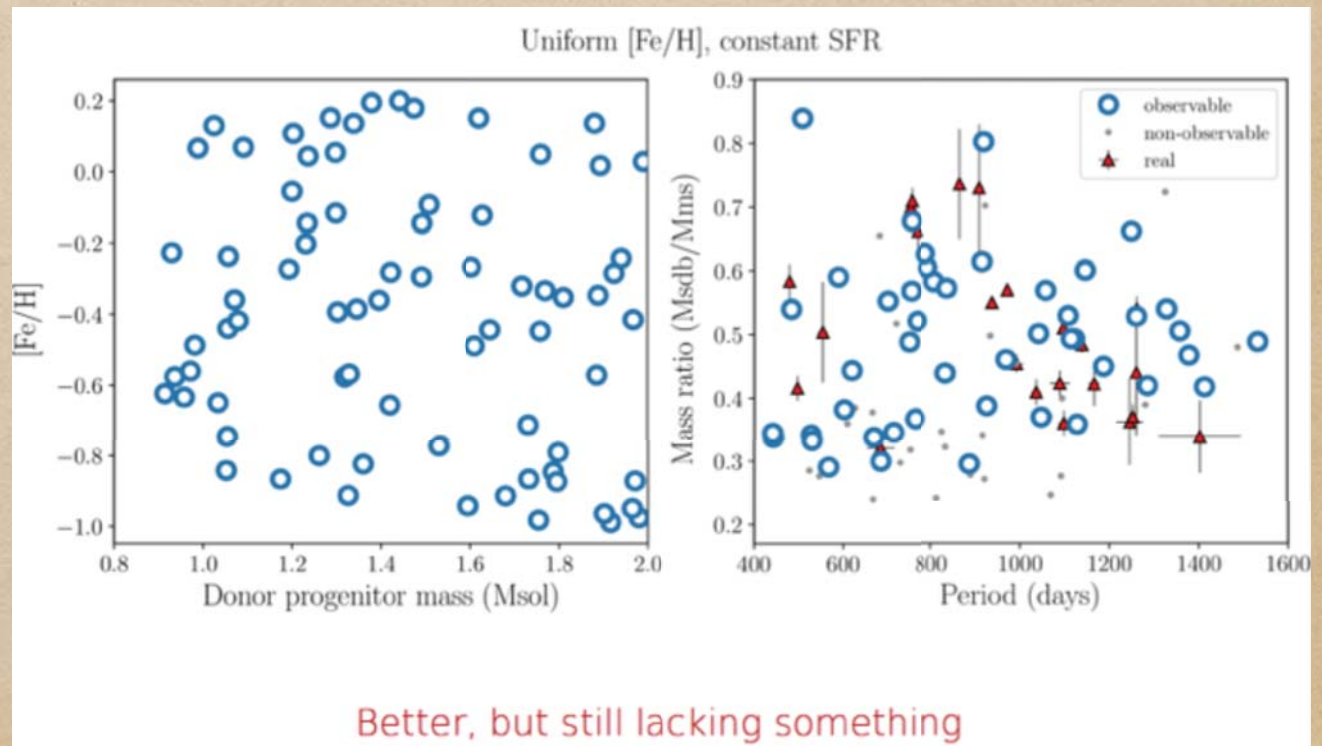 Uniform [Fe/H], constant SFR
[Fe/H]
0.2
0.0
−0.2
−0.4
−0.6
−0.8
−1.0
0.8 1.0 1.2 1.4 1.6 1.8 2.0
Donor progenitor mass (Msol)
Mass ratio (Msdb/Mms)
0.9
0.8
0.7
0.6
0.5
0.4
0.3
0.2
observable
non-observable
real
400 600 800 1000 1200 1400 1600
Period (days)
Better, but still lacking something